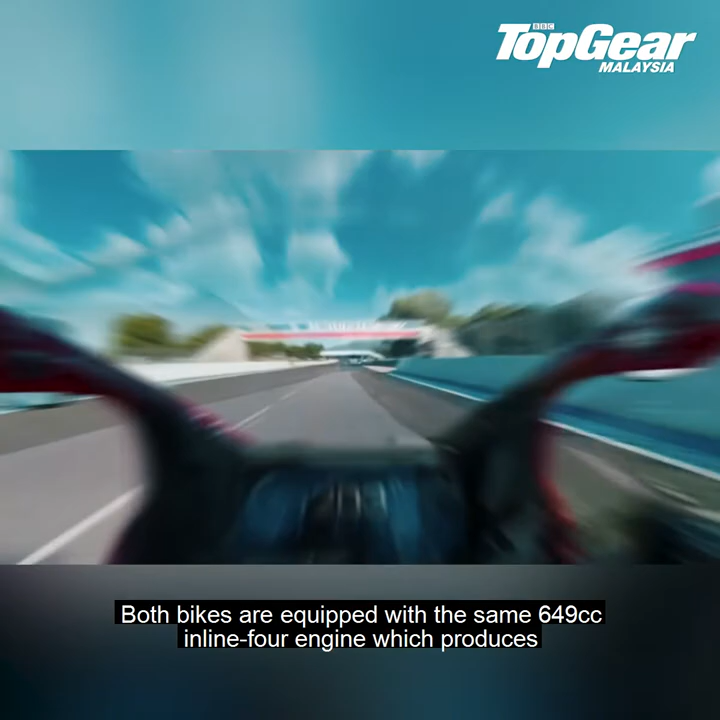 BBC
TopGear
MALAYSIA
Both bikes are equipped with the same 649cc
inline-four engine which produces